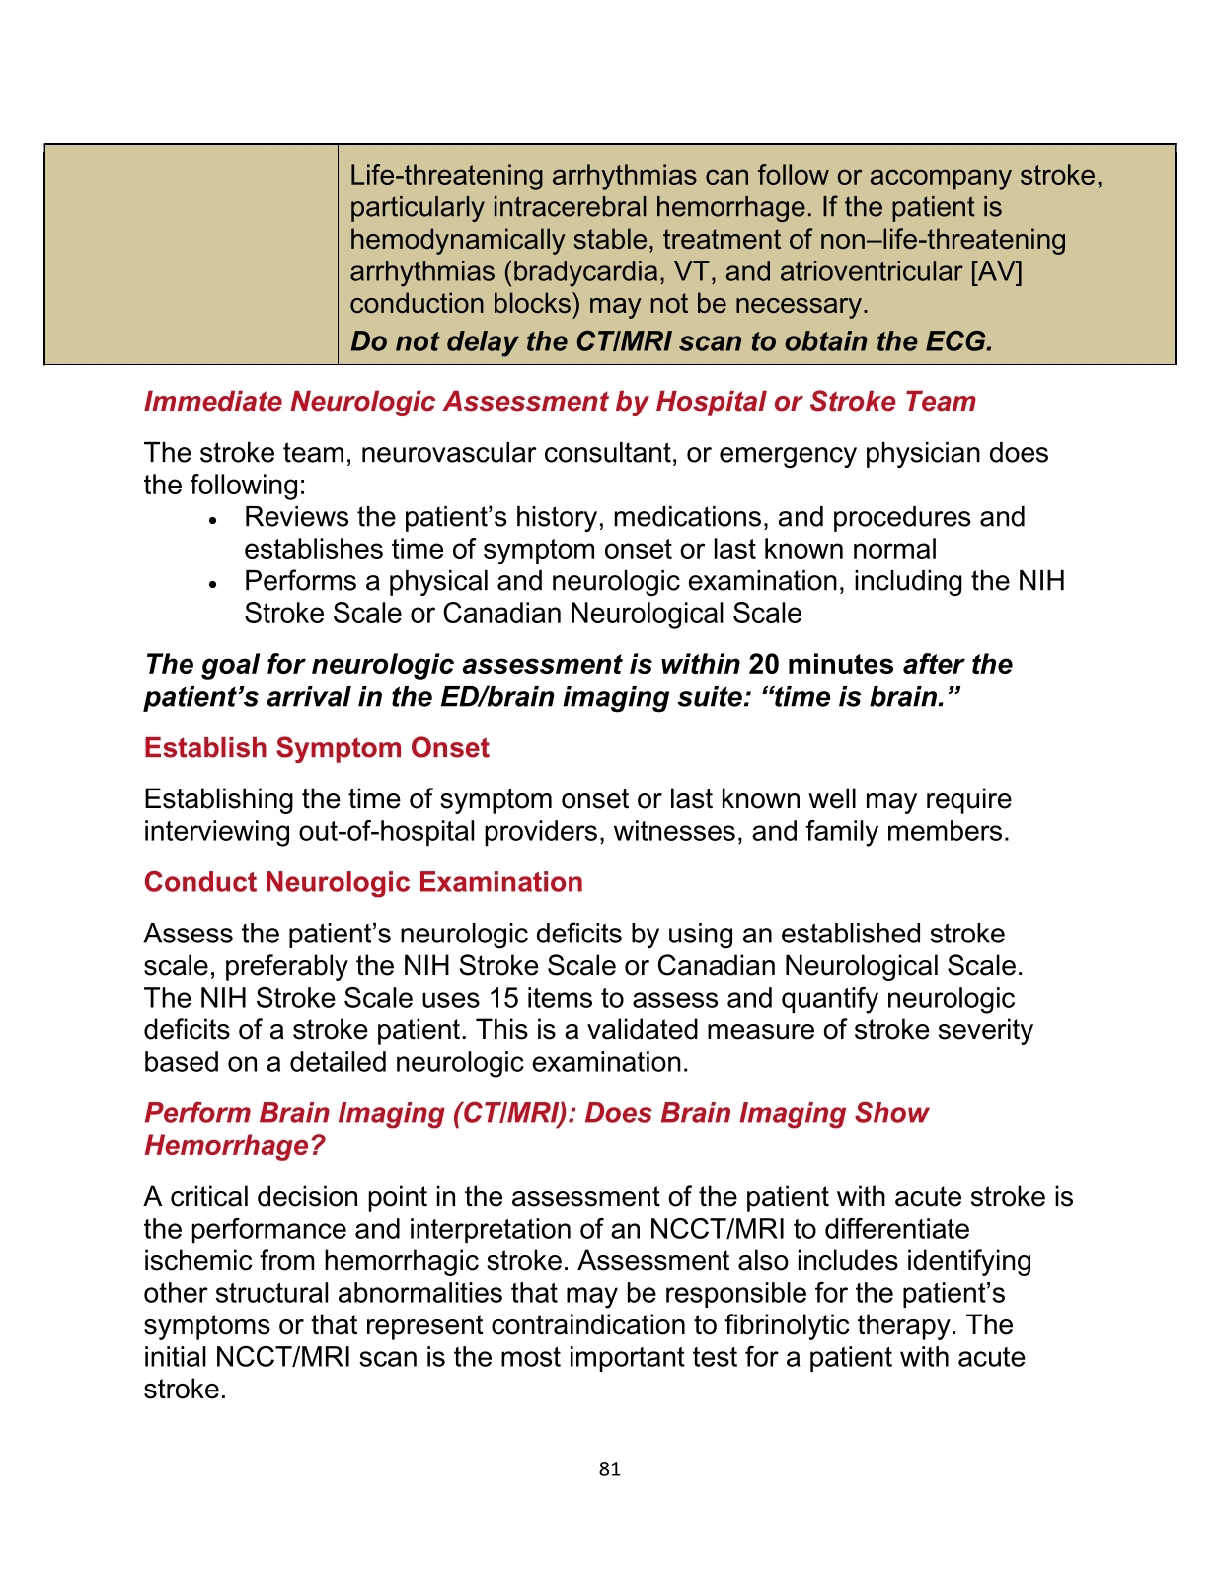 Life-threatening arrhythmias can follow or accompany stroke,
particularly intracerebral hemorrhage. If the patient is
hemodynamically stable, treatment of non–life-threatening
arrhythmias (bradycardia, VT, and atrioventricular [AV]
conduction blocks) may not be necessary.
Do not delay the CT/MRI scan to obtain the ECG.
Immediate Neurologic Assessment by Hospital or Stroke Team
The stroke team, neurovascular consultant, or emergency physician does
the following:
• Reviews the patient’s history, medications, and procedures and
establishes time of symptom onset or last known normal
• Performs a physical and neurologic examination, including the NIH
Stroke Scale or Canadian Neurological Scale
The goal for neurologic assessment is within 20 minutes after the
patient’s arrival in the ED/brain imaging suite: “time is brain.”
Establish Symptom Onset
Establishing the time of symptom onset or last known well may require
interviewing out-of-hospital providers, witnesses, and family members.
Conduct Neurologic Examination
Assess the patient’s neurologic deficits by using an established stroke
scale, preferably the NIH Stroke Scale or Canadian Neurological Scale.
The NIH Stroke Scale uses 15 items to assess and quantify neurologic
deficits of a stroke patient. This is a validated measure of stroke severity
based on a detailed neurologic examination.
Perform Brain Imaging (CT/MRI): Does Brain Imaging Show
Hemorrhage?
A critical decision point in the assessment of the patient with acute stroke is
the performance and interpretation of an NCCT/MRI to differentiate
ischemic from hemorrhagic stroke. Assessment also includes identifying
other structural abnormalities that may be responsible for the patient’s
symptoms or that represent contraindication to fibrinolytic therapy. The
initial NCCT/MRI scan is the most important test for a patient with acute
stroke.
81